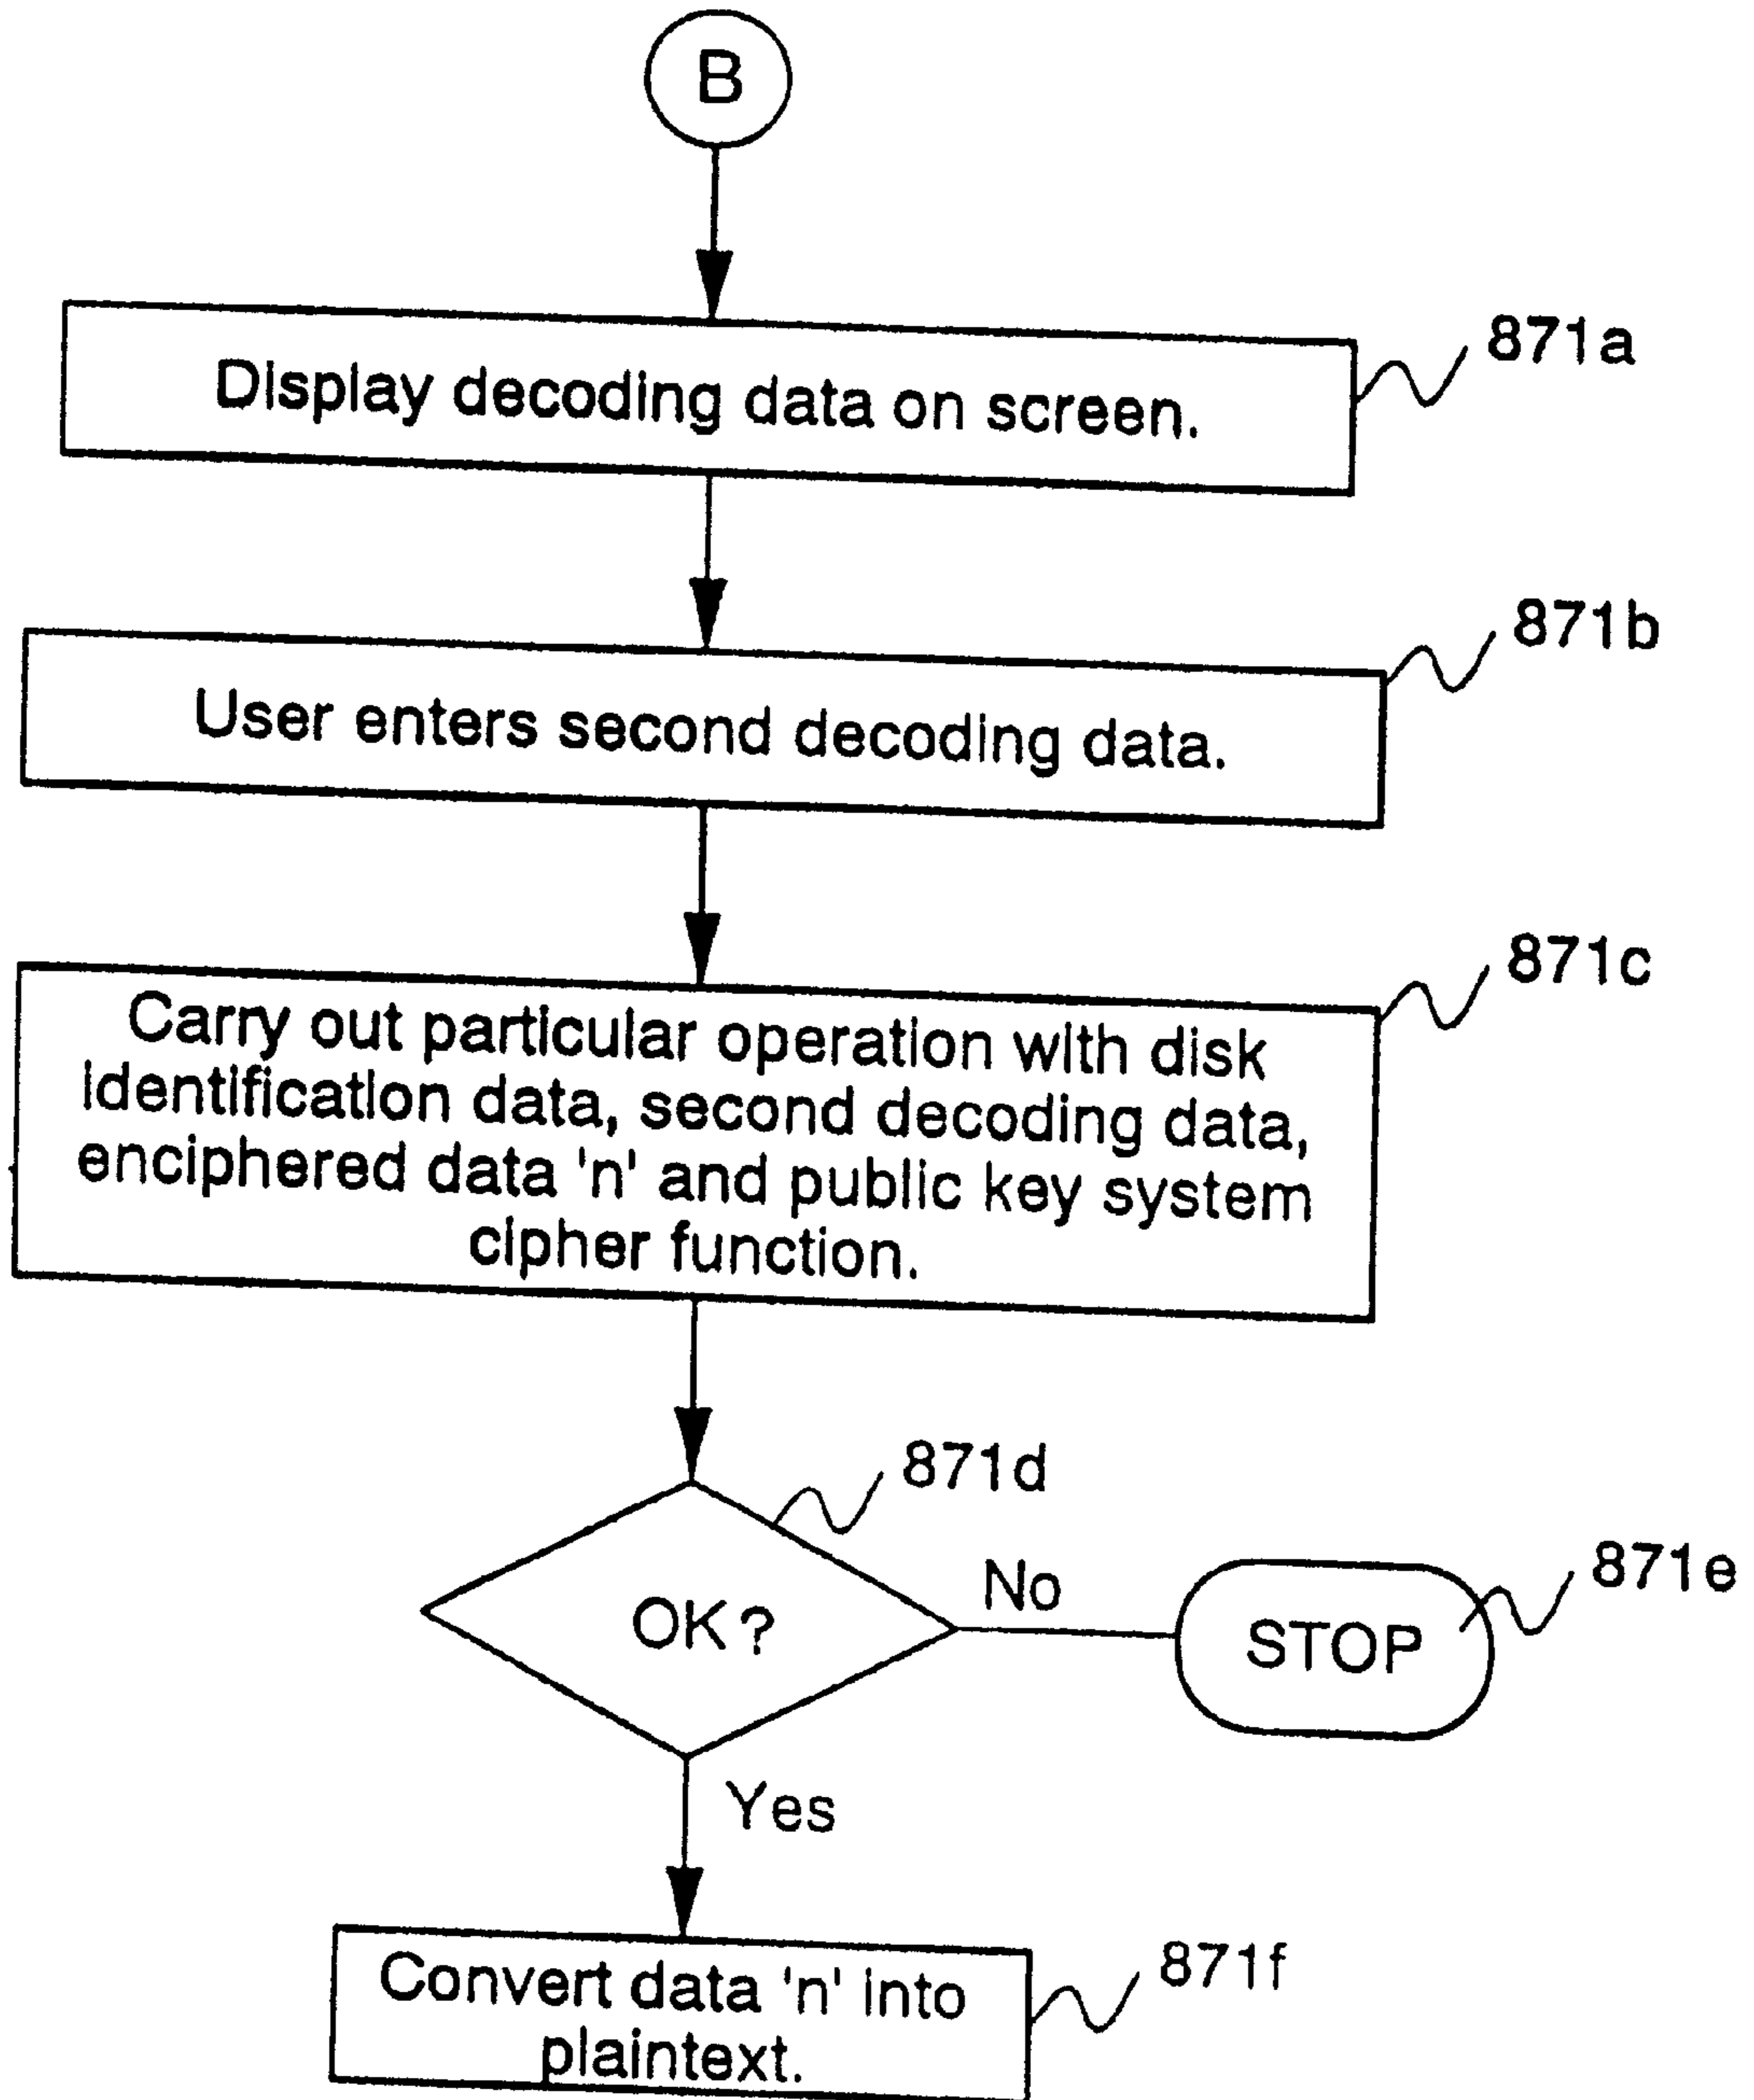 B
Display decoding data on screen.
871a
User enters second decoding data.
871b
Carry out particular operation with disk
identification data, second decoding data,
enciphered data 'n' and public key system
cipher function.
871c
OK?
871d
No
STOP
871e
Yes
Convert data 'n' into
plaintext.
871f